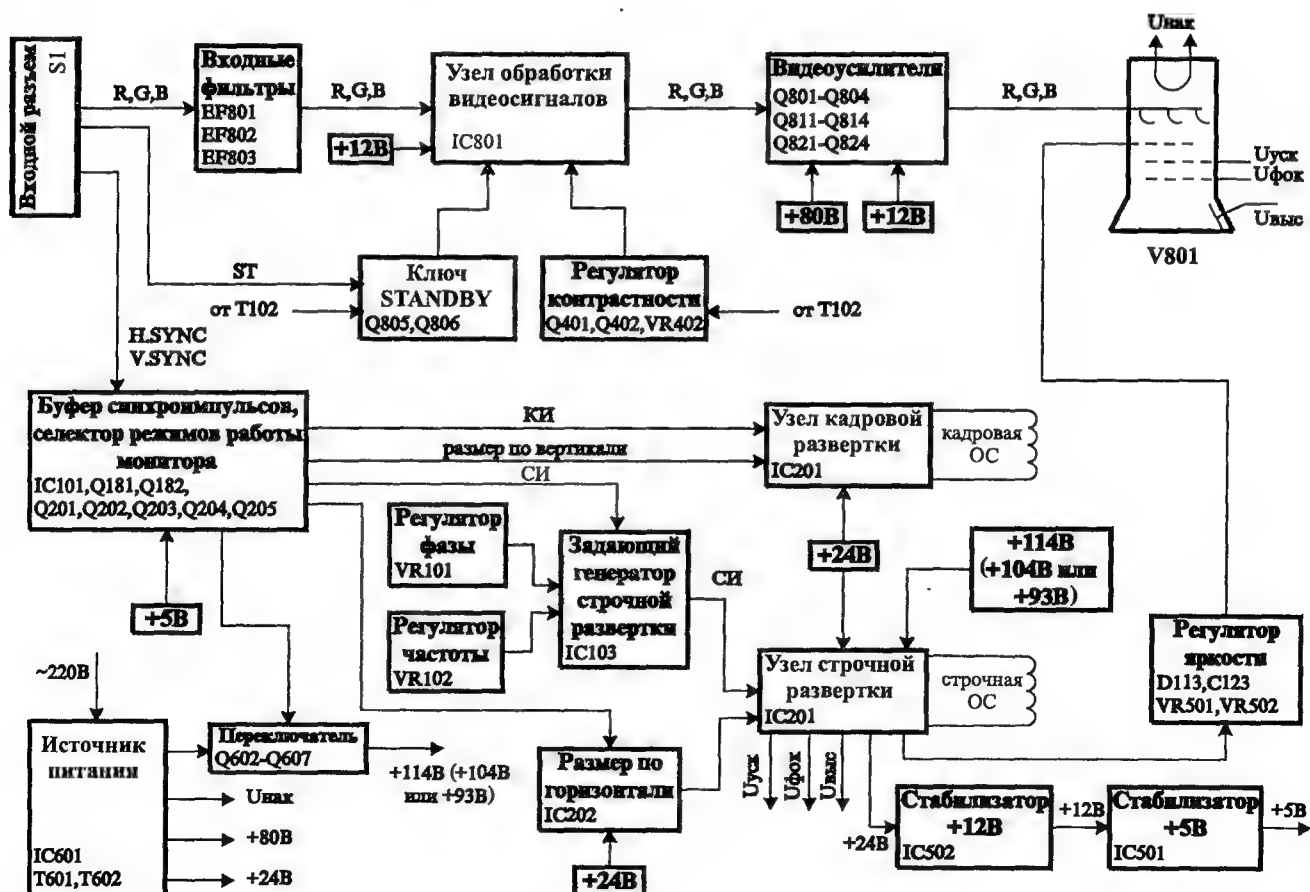 Uнак
Входной разъем
S1
R,G,B
Входные
фильтры
EF801
EF802
EF803
R,G,B
+12В
Узел обработки
видеосигналов
IC801
R,G,B
Видеоусилители
Q801-Q804
Q811-Q814
Q821-Q824
R,G,B
+80В
+12В
Uуск
Uфок
Uвыс
V801
ST
от T102
Ключ
STANDBY
Q805,Q806
Регулятор
контрастности
Q401,Q402,VR402
от T102
H.SYNC
V.SYNC
Буфер синхроимпульсов,
селектор режимов работы
монитора
IC101,Q181,Q182,
Q201,Q202,Q203,Q204,Q205
КИ
размер по вертикали
СИ
Узел кадровой
развертки
IC201
кадровая
ОС
+5В
Регулятор
фазы
VR101
Регулятор
частоты
VR102
Задающий
генератор
строчной
развертки
IC103
СИ
+24В
+114В
(+104В или
+93В)
Узел строчной
развертки
IC201
строчная
ОС
Регулятор
яркости
D113,C123
VR501,VR502
~220В
Источник
питания
IC601
T601,T602
Переключатель
Q602-Q607
+114В (+104В
или +93В)
Uнак
+80В
+24В
Размер по
горизонтали
IC202
+24В
Uуск
Uфок
Uвыс
+24В
Стабилизатор
+12В
IC502
+12В
Стабилизатор
+5В
IC501
+5В